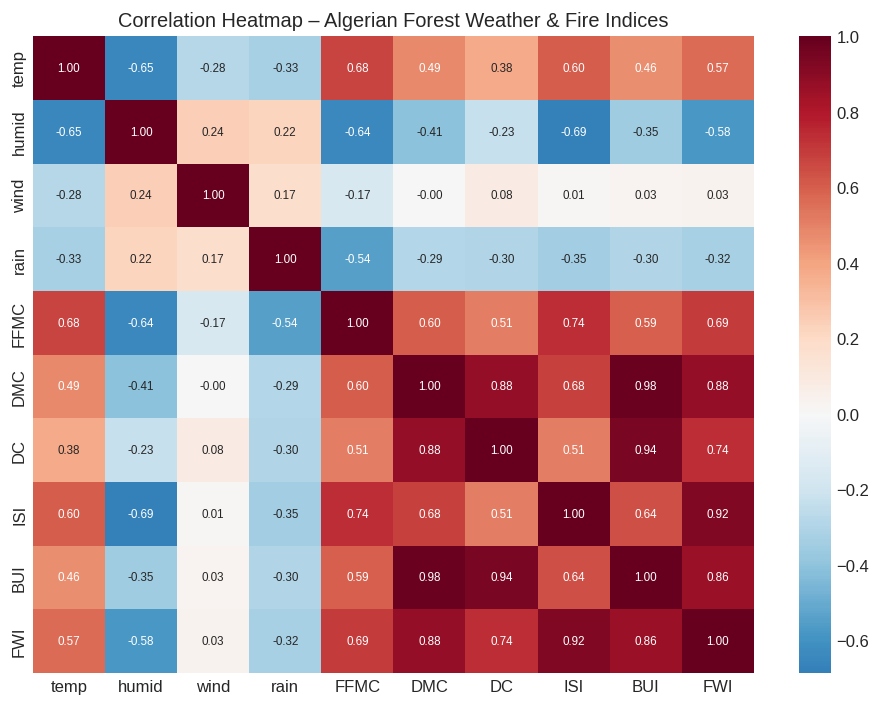 Correlation Heatmap – Algerian Forest Weather & Fire Indices
temp 1.00 -0.65 -0.28 -0.33 0.68 0.49 0.38 0.60 0.46 0.57
humid -0.65 1.00 0.24 0.22 -0.64 -0.41 -0.23 -0.69 -0.35 -0.58
wind -0.28 0.24 1.00 0.17 -0.17 -0.00 0.08 0.01 0.03 0.03
rain -0.33 0.22 0.17 1.00 -0.54 -0.29 -0.30 -0.35 -0.30 -0.32
FFMC 0.68 -0.64 -0.17 -0.54 1.00 0.60 0.51 0.74 0.59 0.69
DMC 0.49 -0.41 -0.00 -0.29 0.60 1.00 0.88 0.68 0.98 0.88
DC 0.38 -0.23 0.08 -0.30 0.51 0.88 1.00 0.51 0.94 0.74
ISI 0.60 -0.69 0.01 -0.35 0.74 0.68 0.51 1.00 0.64 0.92
BUI 0.46 -0.35 0.03 -0.30 0.59 0.98 0.94 0.64 1.00 0.86
FWI 0.57 -0.58 0.03 -0.32 0.69 0.88 0.74 0.92 0.86 1.00
temp humid wind rain FFMC DMC DC ISI BUI FWI
1.0
0.8
0.6
0.4
0.2
0.0
−0.2
−0.4
−0.6